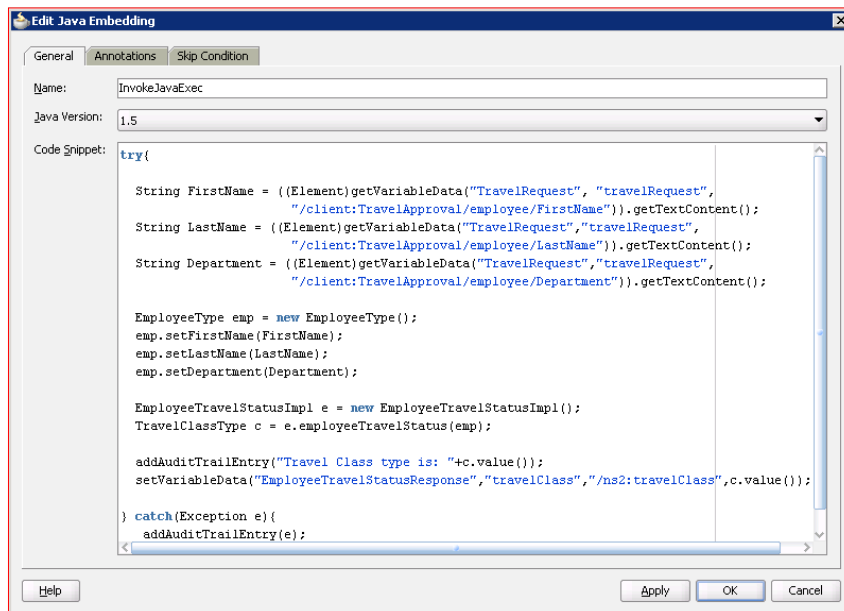 Edit Java Embedding
General Annotations Skip Condition
Name: InvokeJavaExec
Java Version: 1.5
Code Snippet: try{
String FirstName = ((Element)getVariableData("TravelRequest", "travelRequest",
"/client:TravelApproval/employee/FirstName")).getTextContent();
String LastName = ((Element)getVariableData("TravelRequest","travelRequest",
"/client:TravelApproval/employee/LastName")).getTextContent();
String Department = ((Element)getVariableData("TravelRequest","travelRequest",
"/client:TravelApproval/employee/Department")).getTextContent();
EmployeeType emp = new EmployeeType();
emp.setFirstName(FirstName);
emp.setLastName(LastName);
emp.setDepartment(Department);
EmployeeTravelStatusImpl e = new EmployeeTravelStatusImpl();
TravelClassType c = e.employeeTravelStatus(emp);
addAuditTrailEntry("Travel Class type is: "+c.value());
setVariableData("EmployeeTravelStatusResponse","travelClass","/ns2:travelClass",c.value());
} catch(Exception e){
addAuditTrailEntry(e);
Help Apply OK Cancel